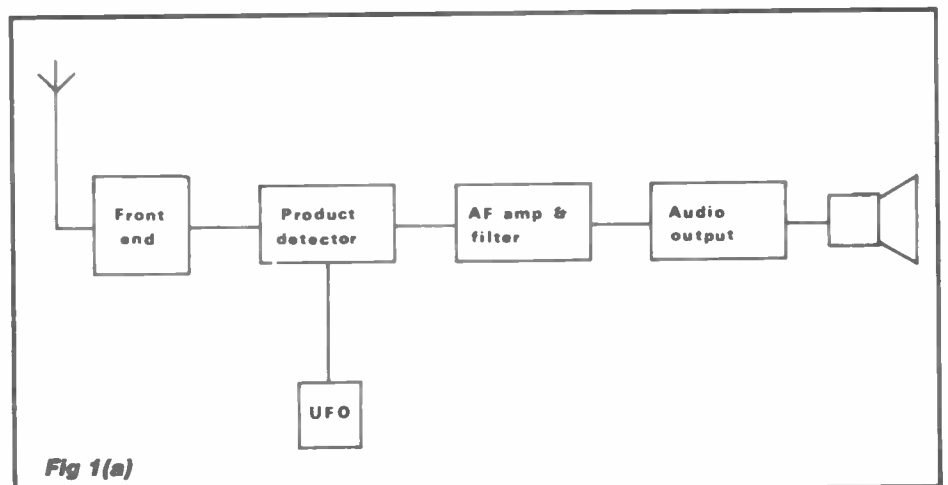 Front
end
Product
detector
AF amp &
filter
Audio
output
UFO
Fig 1(a)